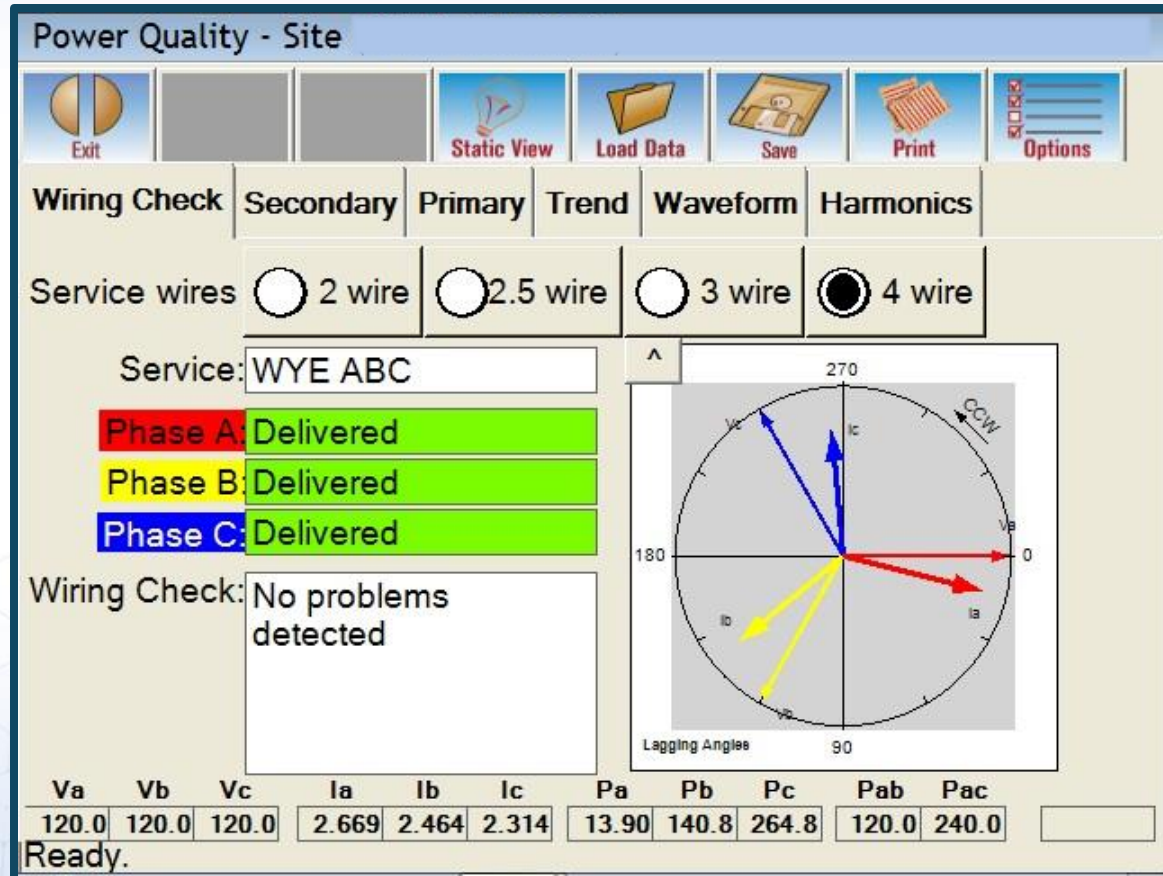 Power Quality - Site
Exit
Static View
Load Data
Save
Print
Options
Wiring Check
Secondary
Primary
Trend
Waveform
Harmonics
Service wires
2 wire
2.5 wire
3 wire
4 wire
Service: WYE ABC
Phase A: Delivered
Phase B: Delivered
Phase C: Delivered
Wiring Check: No problems
detected
^
270
CCW
Vc
Ic
Va
180
0
Ib
Ia
Vb
Lagging Angles
90
Va Vb Vc Ia Ib Ic Pa Pb Pc Pab Pac
120.0 120.0 120.0 2.669 2.464 2.314 13.90 140.8 264.8 120.0 240.0
Ready.